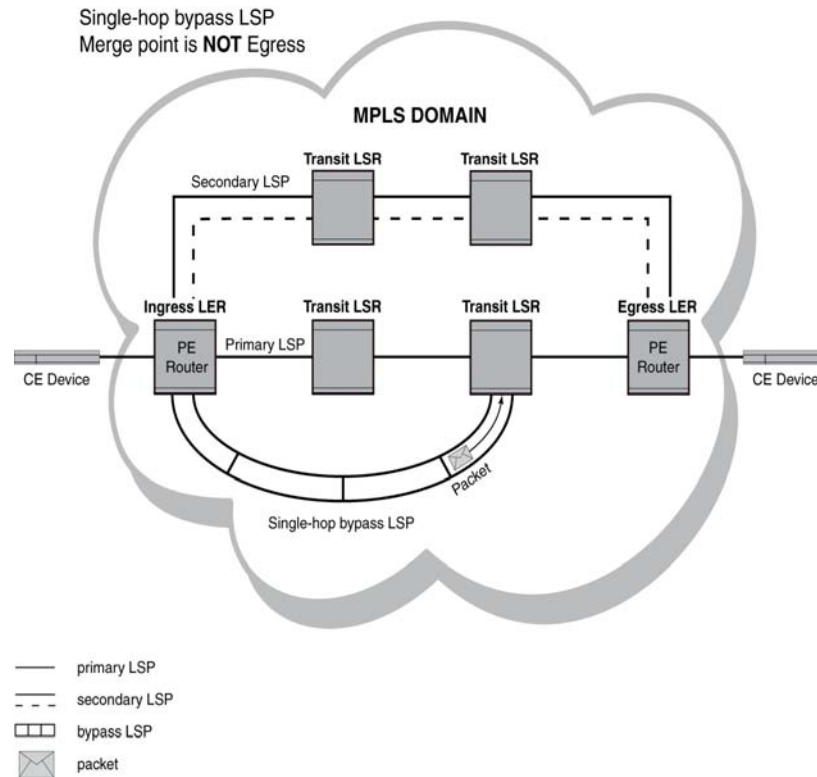 Single-hop bypass LSP
Merge point is NOT Egress
MPLS DOMAIN
Transit LSR
Transit LSR
Secondary LSP
Ingress LER
Transit LSR
Transit LSR
Egress LER
PE
Router
Primary LSP
PE
Router
CE Device
CE Device
Packet
Single-hop bypass LSP
primary LSP
secondary LSP
bypass LSP
packet